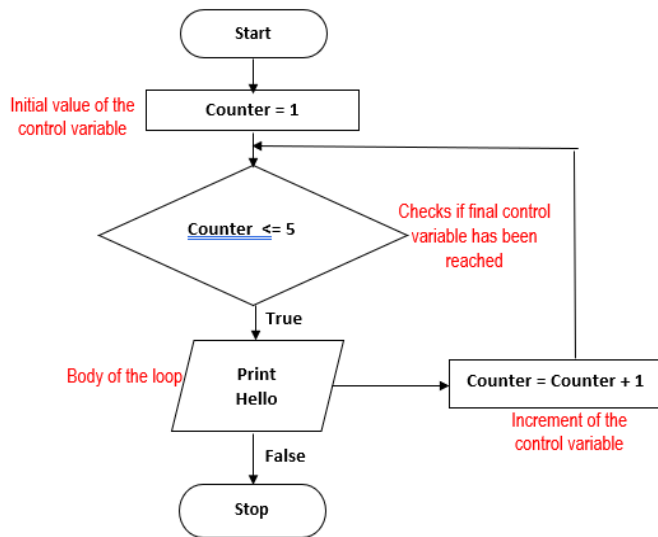 Start
Initial value of the
control variable
Counter = 1
Counter <= 5
Checks if final control
variable has been
reached
True
Body of the loop
Print
Hello
Counter = Counter + 1
Increment of the
control variable
False
Stop